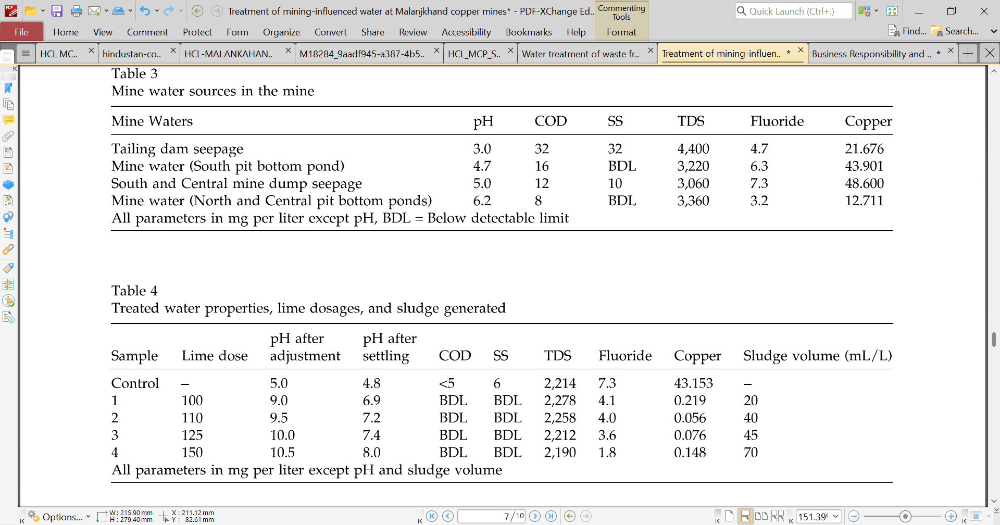 Treatment of mining-influenced water at Malanjkhand copper mines* - PDF-XChange Ed..
Commenting Tools
Quick Launch (Ctrl+.)
File Home View Comment Protect Form Organize Convert Share Review Accessibility Bookmarks Help Format Find... Search...
HCL MC.. hindustan-co.. HCL-MALANKAHAN.. M18284_9aadf945-a387-4b5.. HCL_MCP_S.. Water treatment of waste fr.. Treatment of mining-influen.. * Business Responsibility and .. *
Table 3
Mine water sources in the mine
Mine Waters pH COD SS TDS Fluoride Copper
Tailing dam seepage 3.0 32 32 4,400 4.7 21.676
Mine water (South pit bottom pond) 4.7 16 BDL 3,220 6.3 43.901
South and Central mine dump seepage 5.0 12 10 3,060 7.3 48.600
Mine water (North and Central pit bottom ponds) 6.2 8 BDL 3,360 3.2 12.711
All parameters in mg per liter except pH, BDL = Below detectable limit
Table 4
Treated water properties, lime dosages, and sludge generated
pH after pH after
Sample Lime dose adjustment settling COD SS TDS Fluoride Copper Sludge volume (mL/L)
Control – 5.0 4.8 <5 6 2,214 7.3 43.153 –
1 100 9.0 6.9 BDL BDL 2,278 4.1 0.219 20
2 110 9.5 7.2 BDL BDL 2,258 4.0 0.056 40
3 125 10.0 7.4 BDL BDL 2,212 3.6 0.076 45
4 150 10.5 8.0 BDL BDL 2,190 1.8 0.148 70
All parameters in mg per liter except pH and sludge volume
Options... W: 215.90 mm X: 211.12 mm 7/10 151.39%
H: 279.40 mm Y: 82.61 mm